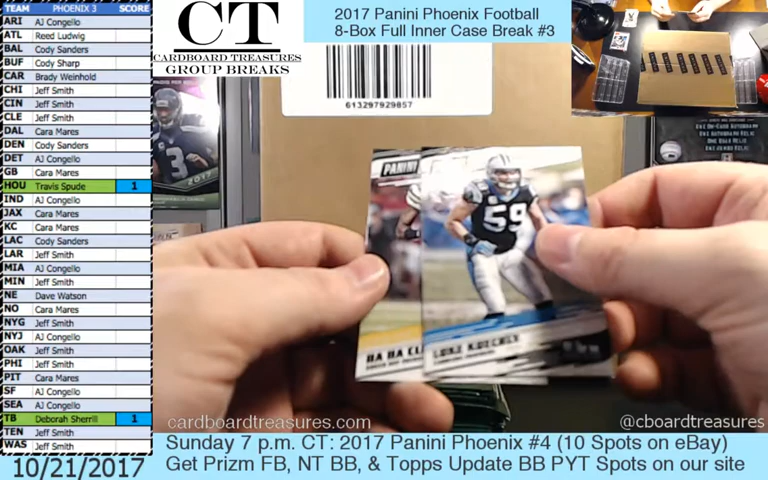 TEAM PHOENIX 3 SCORE
ARI AJ Congello
ATL Reed Ludwig
BAL Cody Sanders
BUF Cody Sharp
CAR Brady Weinhold
CHI Jeff Smith
CIN Jeff Smith
CLE Jeff Smith
DAL Cara Mares
DEN Cody Sanders
DET AJ Congello
GB Cara Mares
HOU Travis Spude 1
IND AJ Congello
JAX Cara Mares
KC Cara Mares
LAC Cody Sanders
LAR Jeff Smith
MIA AJ Congello
MIN Jeff Smith
NE Dave Watson
NO Cara Mares
NYG Jeff Smith
NYJ AJ Congello
OAK Jeff Smith
PHI Jeff Smith
PIT Cara Mares
SF AJ Congello
SEA AJ Congello
TB Deborah Sherrill 1
TEN Jeff Smith
WAS Jeff Smith
10/21/2017
CT
CARDBOARD TREASURES
GROUP BREAKS
2017 Panini Phoenix Football
8-Box Full Inner Case Break #3
613297929857
PANINI
59
HA HA CL
LUKE KUECHLY
3
2017
cardboardtreasures.com
@cboardtreasures
Sunday 7 p.m. CT: 2017 Panini Phoenix #4 (10 Spots on eBay)
Get Prizm FB, NT BB, & Topps Update BB PYT Spots on our site